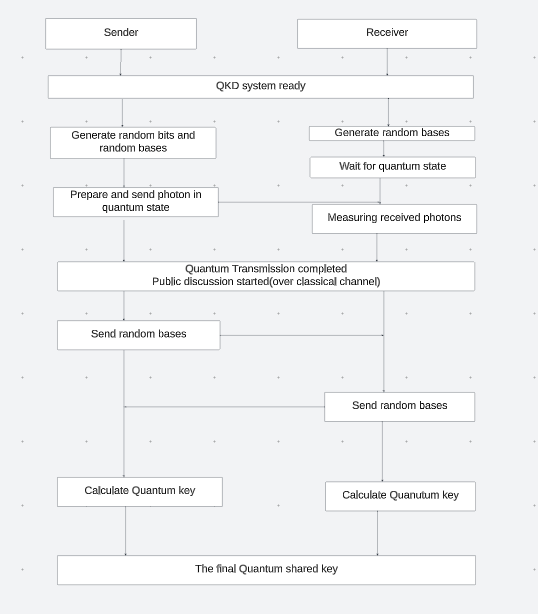 Sender
Receiver
QKD system ready
Generate random bits and
random bases
Generate random bases
Wait for quantum state
Prepare and send photon in
quantum state
Measuring received photons
Quantum Transmission completed
Public discussion started(over classical channel)
Send random bases
Send random bases
Calculate Quantum key
Calculate Quanutum key
The final Quantum shared key